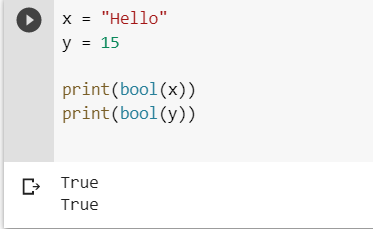 x = "Hello"
y = 15
print(bool(x))
print(bool(y))
True
True